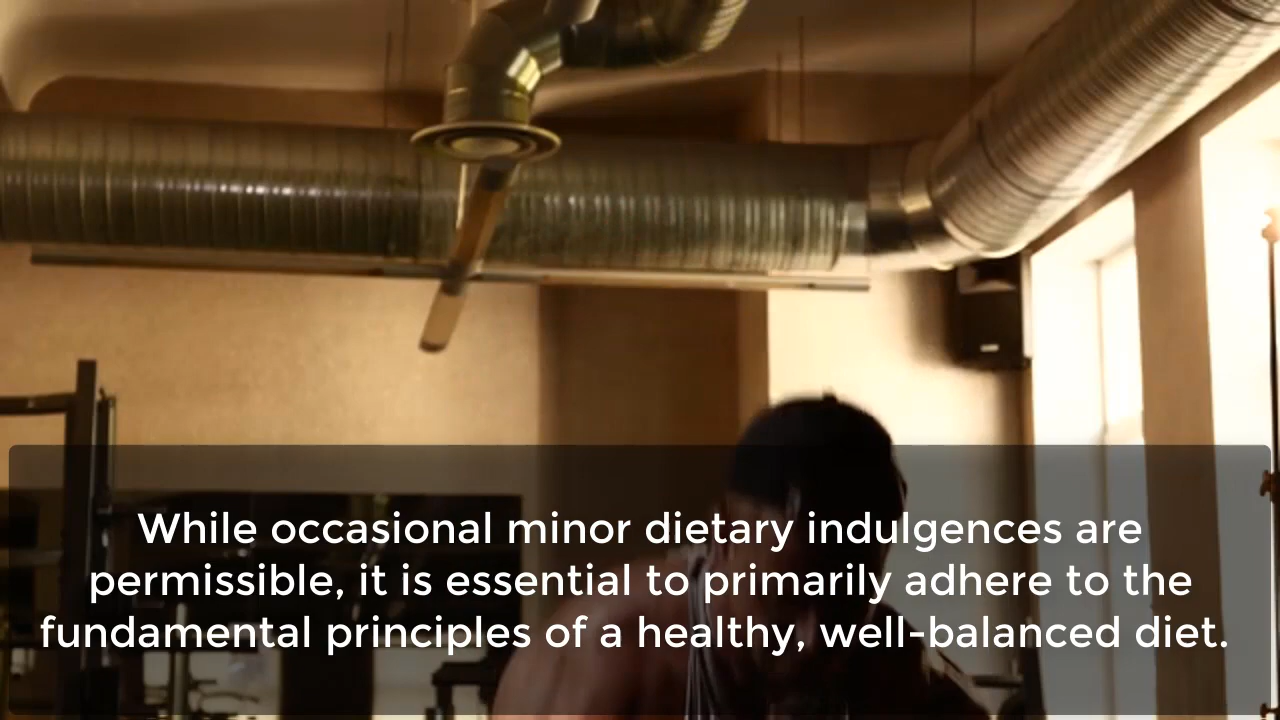 While occasional minor dietary indulgences are
permissible, it is essential to primarily adhere to the
fundamental principles of a healthy, well-balanced diet.